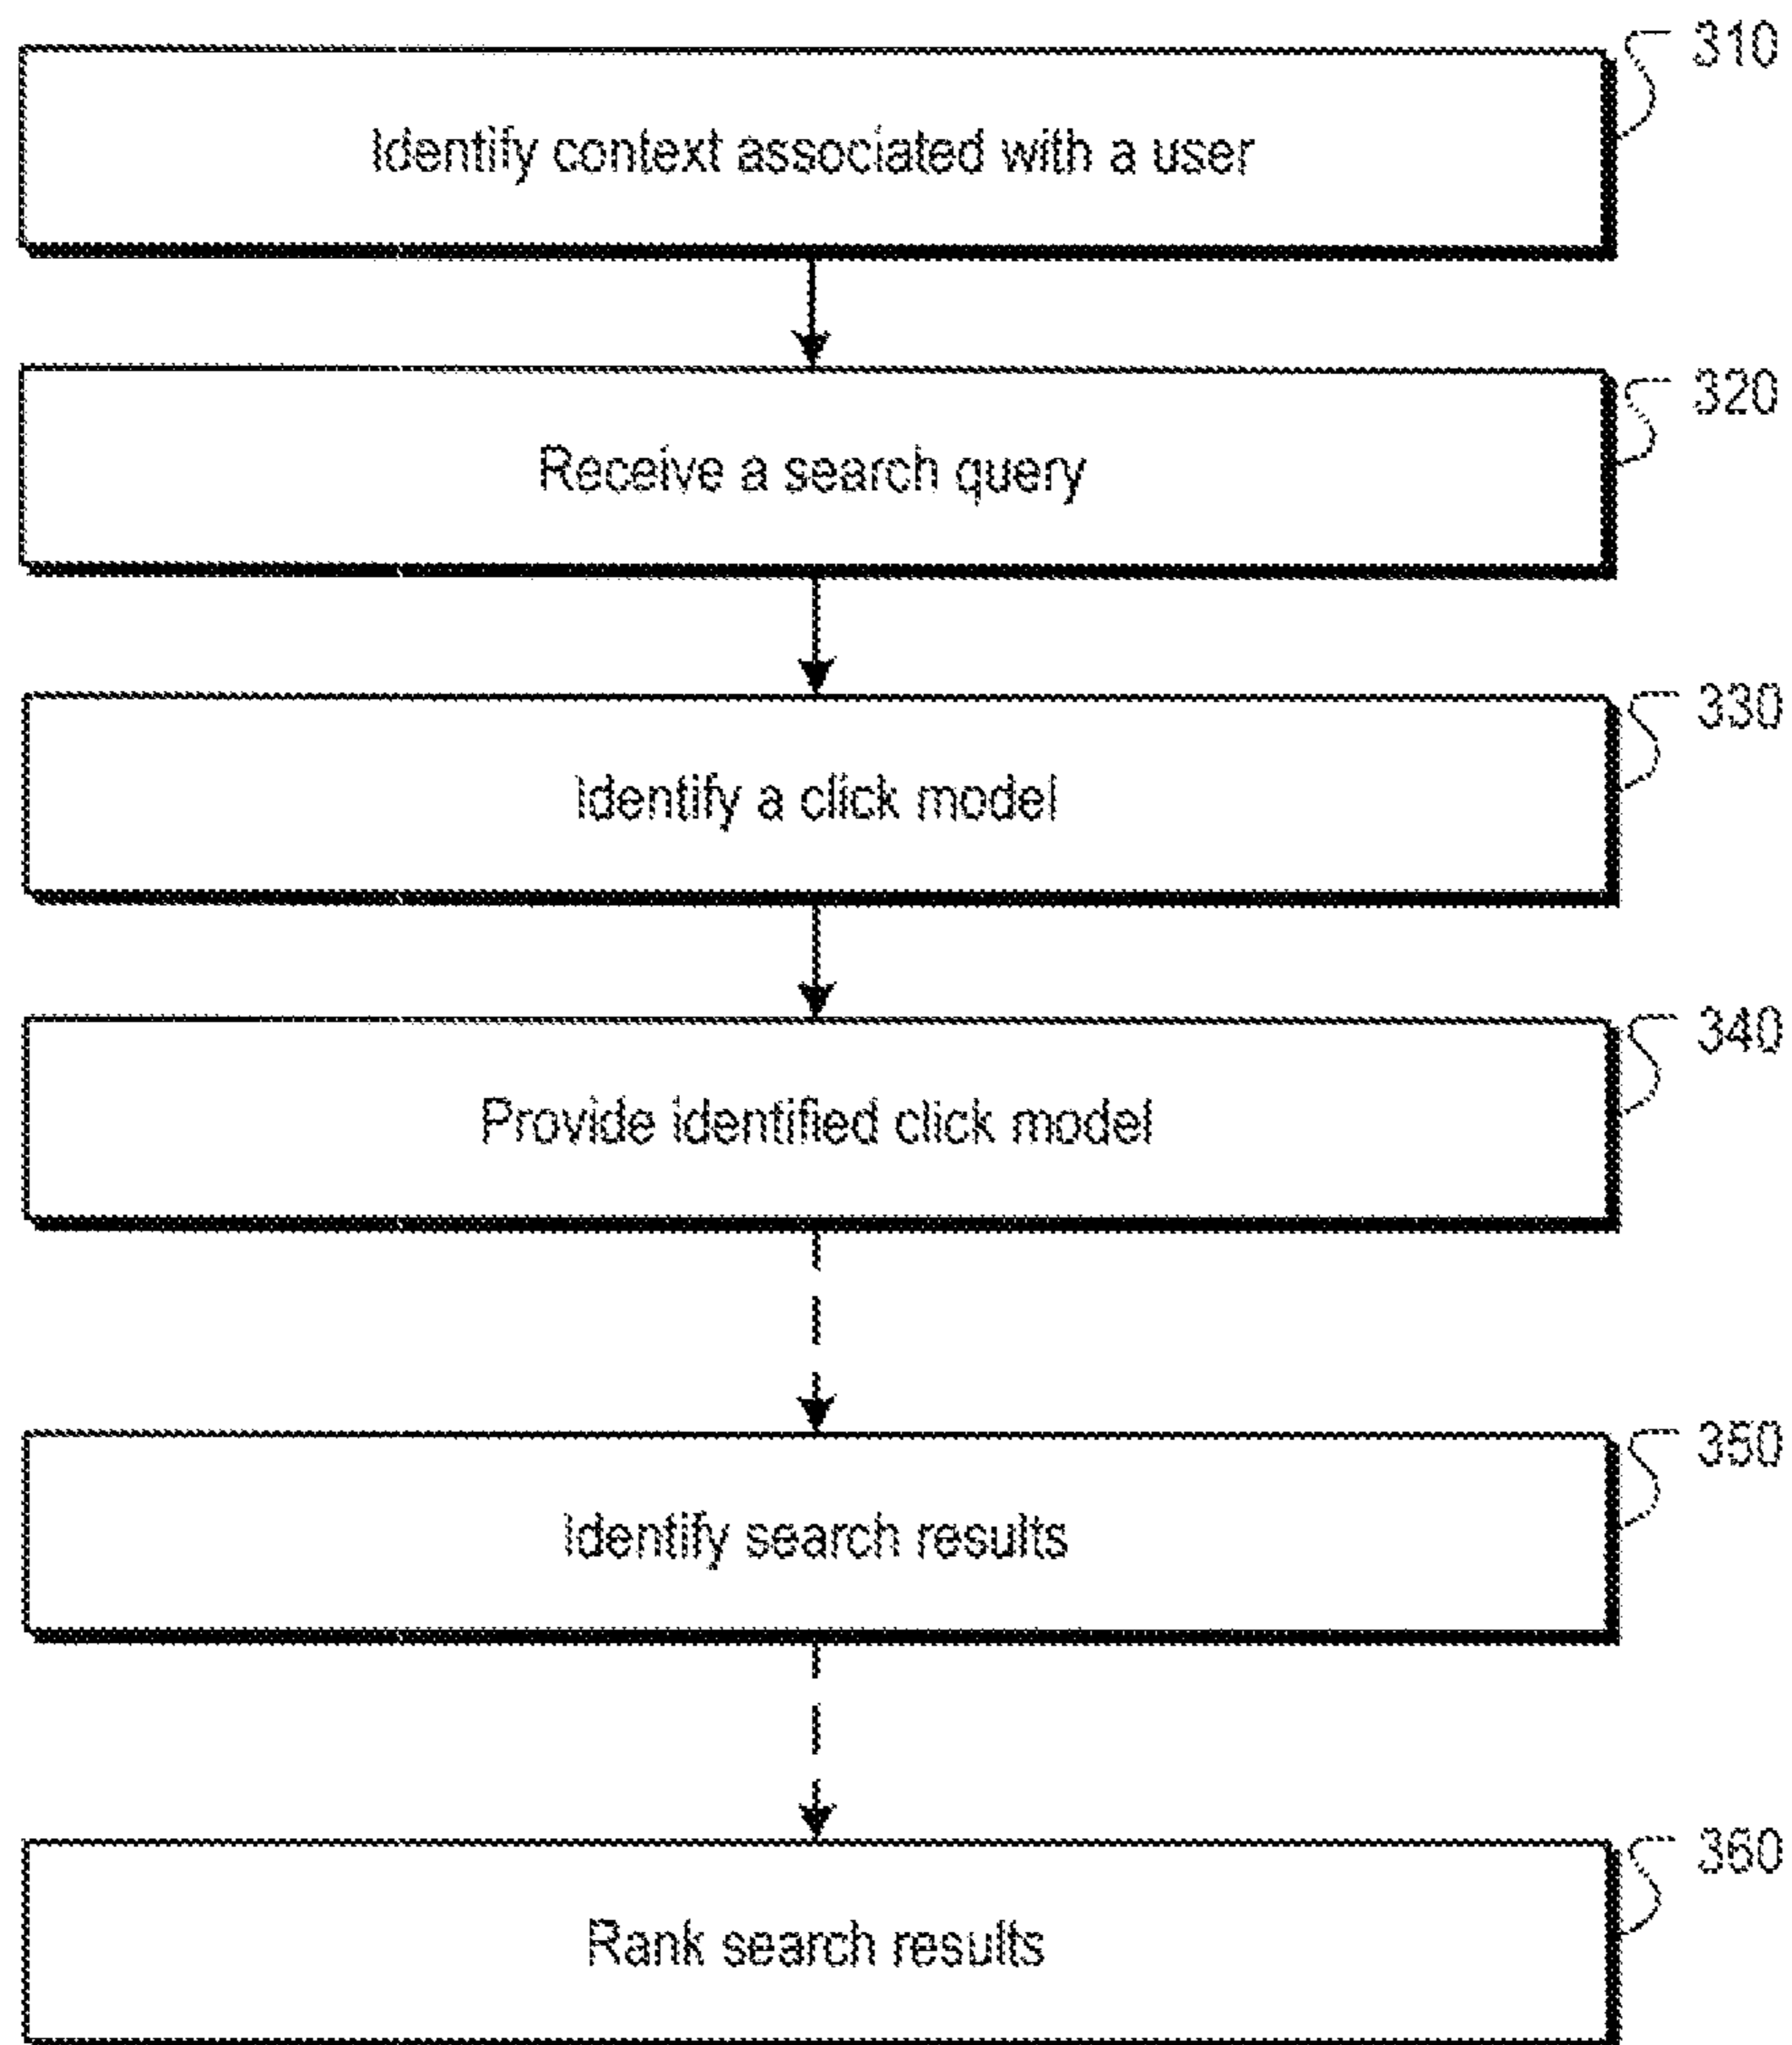 310
Identify context associated with a user
320
Receive a search query
330
Identify a click model
340
Provide identified click model
350
Identify search results
360
Rank search results